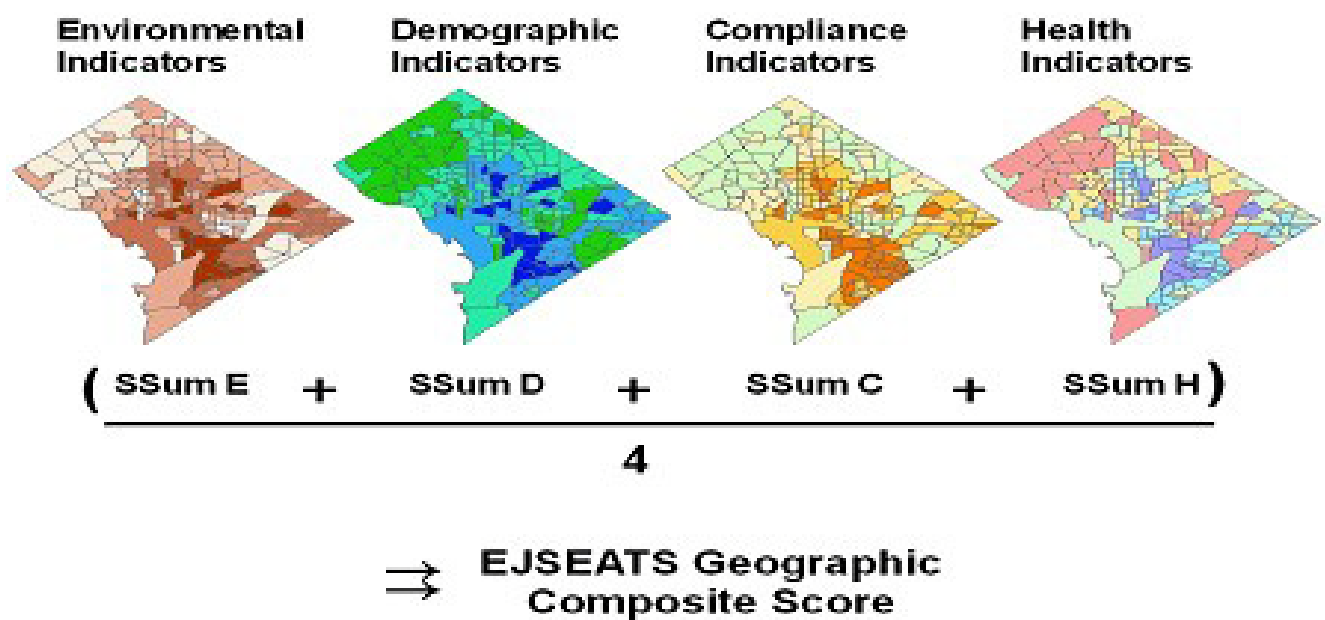 Environmental Indicators
Demographic Indicators
Compliance Indicators
Health Indicators
( SSum E + SSum D + SSum C + SSum H )
4
⇉ EJSEATS Geographic
Composite Score